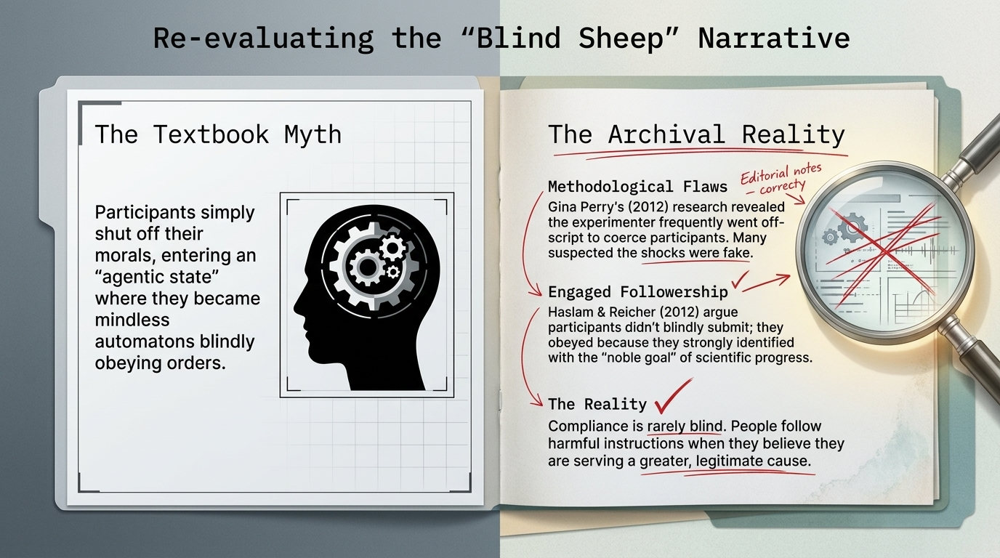 Re-evaluating the “Blind Sheep” Narrative
The Textbook Myth
Participants simply
shut off their
morals, entering an
“agentic state”
where they became
mindless
automatons blindly
obeying orders.
The Archival Reality
Editorial notes
– correcty
Methodological Flaws
Gina Perry’s (2012) research revealed
the experimenter frequently went off-
script to coerce participants. Many
suspected the shocks were fake.
Engaged Followership
Haslam & Reicher (2012) argue
participants didn’t blindly submit; they
obeyed because they strongly identified
with the “noble goal” of scientific progress.
The Reality
Compliance is rarely blind. People follow
harmful instructions when they believe they
are serving a greater, legitimate cause.